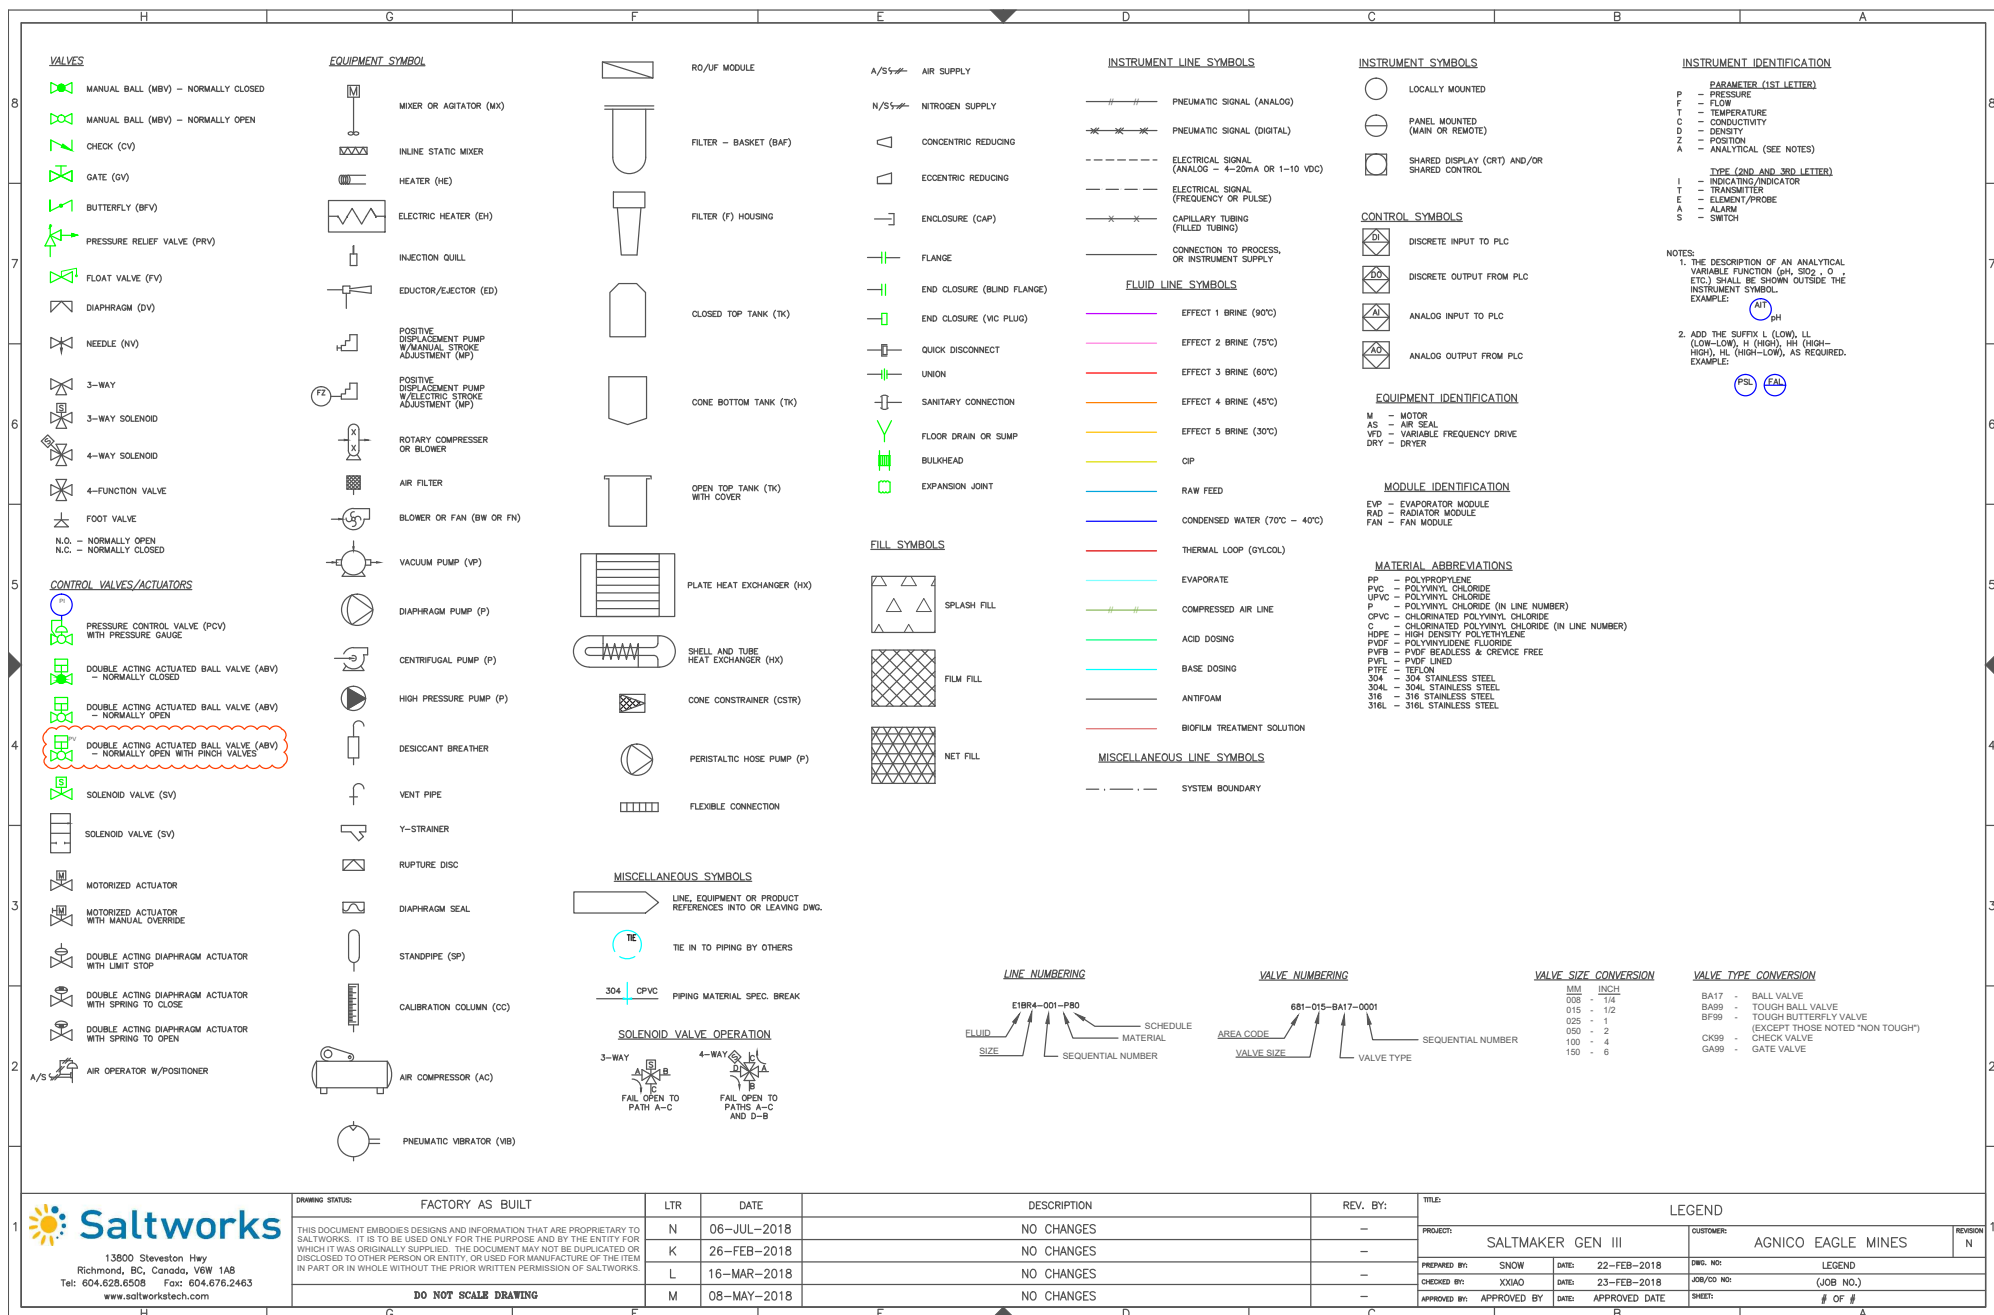 H G F E D C B A
8
7
6
5
4
3
2
1
VALVES
MANUAL BALL (MBV) – NORMALLY CLOSED
MANUAL BALL (MBV) – NORMALLY OPEN
CHECK (CV)
GATE (GV)
BUTTERFLY (BFV)
PRESSURE RELIEF VALVE (PRV)
FLOAT VALVE (FV)
DIAPHRAGM (DV)
NEEDLE (NV)
3–WAY
S
3–WAY SOLENOID
S
4–WAY SOLENOID
4–FUNCTION VALVE
FOOT VALVE
N.O. – NORMALLY OPEN
N.C. – NORMALLY CLOSED
CONTROL VALVES/ACTUATORS
PI
PRESSURE CONTROL VALVE (PCV)
WITH PRESSURE GAUGE
DOUBLE ACTING ACTUATED BALL VALVE (ABV)
– NORMALLY CLOSED
DOUBLE ACTING ACTUATED BALL VALVE (ABV)
– NORMALLY OPEN
PV
DOUBLE ACTING ACTUATED BALL VALVE (ABV)
– NORMALLY OPEN WITH PINCH VALVES
S
SOLENOID VALVE (SV)
SOLENOID VALVE (SV)
M
MOTORIZED ACTUATOR
M
MOTORIZED ACTUATOR
WITH MANUAL OVERRIDE
DOUBLE ACTING DIAPHRAGM ACTUATOR
WITH LIMIT STOP
DOUBLE ACTING DIAPHRAGM ACTUATOR
WITH SPRING TO CLOSE
DOUBLE ACTING DIAPHRAGM ACTUATOR
WITH SPRING TO OPEN
A/S
AIR OPERATOR W/POSITIONER
EQUIPMENT SYMBOL
M
MIXER OR AGITATOR (MX)
INLINE STATIC MIXER
HEATER (HE)
ELECTRIC HEATER (EH)
INJECTION QUILL
EDUCTOR/EJECTOR (ED)
POSITIVE
DISPLACEMENT PUMP
W/MANUAL STROKE
ADJUSTMENT (MP)
FZ
POSITIVE
DISPLACEMENT PUMP
W/ELECTRIC STROKE
ADJUSTMENT (MP)
X
X
ROTARY COMPRESSER
OR BLOWER
AIR FILTER
BLOWER OR FAN (BW OR FN)
VACUUM PUMP (VP)
DIAPHRAGM PUMP (P)
CENTRIFUGAL PUMP (P)
HIGH PRESSURE PUMP (P)
DESICCANT BREATHER
VENT PIPE
Y–STRAINER
RUPTURE DISC
DIAPHRAGM SEAL
STANDPIPE (SP)
CALIBRATION COLUMN (CC)
AIR COMPRESSOR (AC)
PNEUMATIC VIBRATOR (VIB)
RO/UF MODULE
FILTER – BASKET (BAF)
FILTER (F) HOUSING
CLOSED TOP TANK (TK)
CONE BOTTOM TANK (TK)
OPEN TOP TANK (TK)
WITH COVER
PLATE HEAT EXCHANGER (HX)
SHELL AND TUBE
HEAT EXCHANGER (HX)
CONE CONSTRAINER (CSTR)
PERISTALTIC HOSE PUMP (P)
FLEXIBLE CONNECTION
MISCELLANEOUS SYMBOLS
LINE, EQUIPMENT OR PRODUCT
REFERENCES INTO OR LEAVING DWG.
TIE
TIE IN TO PIPING BY OTHERS
304 CPVC
PIPING MATERIAL SPEC. BREAK
SOLENOID VALVE OPERATION
3–WAY
S
A B
C
FAIL OPEN TO
PATH A–C
4–WAY
S
C
D A
B
FAIL OPEN TO
PATHS A–C
AND D–B
A/S AIR SUPPLY
N/S NITROGEN SUPPLY
CONCENTRIC REDUCING
ECCENTRIC REDUCING
ENCLOSURE (CAP)
FLANGE
END CLOSURE (BLIND FLANGE)
END CLOSURE (VIC PLUG)
QUICK DISCONNECT
UNION
SANITARY CONNECTION
FLOOR DRAIN OR SUMP
BULKHEAD
EXPANSION JOINT
FILL SYMBOLS
SPLASH FILL
FILM FILL
NET FILL
INSTRUMENT LINE SYMBOLS
PNEUMATIC SIGNAL (ANALOG)
PNEUMATIC SIGNAL (DIGITAL)
ELECTRICAL SIGNAL
(ANALOG – 4–20mA OR 1–10 VDC)
ELECTRICAL SIGNAL
(FREQUENCY OR PULSE)
CAPILLARY TUBING
(FILLED TUBING)
CONNECTION TO PROCESS,
OR INSTRUMENT SUPPLY
FLUID LINE SYMBOLS
EFFECT 1 BRINE (90°C)
EFFECT 2 BRINE (75°C)
EFFECT 3 BRINE (60°C)
EFFECT 4 BRINE (45°C)
EFFECT 5 BRINE (30°C)
CIP
RAW FEED
CONDENSED WATER (70°C – 40°C)
THERMAL LOOP (GYLCOL)
EVAPORATE
COMPRESSED AIR LINE
ACID DOSING
BASE DOSING
ANTIFOAM
BIOFILM TREATMENT SOLUTION
MISCELLANEOUS LINE SYMBOLS
SYSTEM BOUNDARY
INSTRUMENT SYMBOLS
LOCALLY MOUNTED
PANEL MOUNTED
(MAIN OR REMOTE)
SHARED DISPLAY (CRT) AND/OR
SHARED CONTROL
CONTROL SYMBOLS
DI
DISCRETE INPUT TO PLC
DO
DISCRETE OUTPUT FROM PLC
AI
ANALOG INPUT TO PLC
AO
ANALOG OUTPUT FROM PLC
EQUIPMENT IDENTIFICATION
M – MOTOR
AS – AIR SEAL
VFD – VARIABLE FREQUENCY DRIVE
DRY – DRYER
MODULE IDENTIFICATION
EVP – EVAPORATOR MODULE
RAD – RADIATOR MODULE
FAN – FAN MODULE
MATERIAL ABBREVIATIONS
PP – POLYPROPYLENE
PVC – POLYVINYL CHLORIDE
UPVC – POLYVINYL CHLORIDE
P – POLYVINYL CHLORIDE (IN LINE NUMBER)
CPVC – CHLORINATED POLYVINYL CHLORIDE
C – CHLORINATED POLYVINYL CHLORIDE (IN LINE NUMBER)
HDPE – HIGH DENSITY POLYETHYLENE
PVDF – POLYVINYLIDENE FLUORIDE
PVFB – PVDF BEADLESS & CREVICE FREE
PVFL – PVDF LINED
PTFE – TEFLON
304 – 304 STAINLESS STEEL
304L – 304L STAINLESS STEEL
316 – 316 STAINLESS STEEL
316L – 316L STAINLESS STEEL
INSTRUMENT IDENTIFICATION
PARAMETER (1ST LETTER)
P – PRESSURE
F – FLOW
T – TEMPERATURE
C – CONDUCTIVITY
D – DENSITY
Z – POSITION
A – ANALYTICAL (SEE NOTES)
TYPE (2ND AND 3RD LETTER)
I – INDICATING/INDICATOR
T – TRANSMITTER
E – ELEMENT/PROBE
A – ALARM
S – SWITCH
NOTES:
1. THE DESCRIPTION OF AN ANALYTICAL
VARIABLE FUNCTION (pH, SIO2 , O ,
ETC.) SHALL BE SHOWN OUTSIDE THE
INSTRUMENT SYMBOL.
EXAMPLE:
AIT
pH
2. ADD THE SUFFIX L (LOW), LL
(LOW–LOW), H (HIGH), HH (HIGH–
HIGH), HL (HIGH–LOW), AS REQUIRED.
EXAMPLE:
PSL FAL
LINE NUMBERING
E1BR4–001–P80
FLUID
SIZE
SCHEDULE
MATERIAL
SEQUENTIAL NUMBER
VALVE NUMBERING
681–015–BA17–0001
AREA CODE
VALVE SIZE
SEQUENTIAL NUMBER
VALVE TYPE
VALVE SIZE CONVERSION
MM INCH
008 - 1/4
015 - 1/2
025 - 1
050 - 2
100 - 4
150 - 6
VALVE TYPE CONVERSION
BA17 - BALL VALVE
BA99 - TOUGH BALL VALVE
BF99 - TOUGH BUTTERFLY VALVE
(EXCEPT THOSE NOTED "NON TOUGH")
CK99 - CHECK VALVE
GA99 - GATE VALVE
Saltworks
13800 Steveston Hwy
Richmond, BC, Canada, V6W 1A8
Tel: 604.628.6508 Fax: 604.676.2463
www.saltworkstech.com
DRAWING STATUS:
FACTORY AS BUILT
THIS DOCUMENT EMBODIES DESIGNS AND INFORMATION THAT ARE PROPRIETARY TO
SALTWORKS. IT IS TO BE USED ONLY FOR THE PURPOSE AND BY THE ENTITY FOR
WHICH IT WAS ORIGINALLY SUPPLIED. THE DOCUMENT MAY NOT BE DUPLICATED OR
DISCLOSED TO OTHER PERSON OR ENTITY, OR USED FOR MANUFACTURE OF THE ITEM
IN PART OR IN WHOLE WITHOUT THE PRIOR WRITTEN PERMISSION OF SALTWORKS.
DO NOT SCALE DRAWING
LTR DATE DESCRIPTION REV. BY:
N 06–JUL–2018 NO CHANGES –
K 26–FEB–2018 NO CHANGES –
L 16–MAR–2018 NO CHANGES –
M 08–MAY–2018 NO CHANGES –
TITLE:
LEGEND
PROJECT:
SALTMAKER GEN III
CUSTOMER:
AGNICO EAGLE MINES
REVISION
N
PREPARED BY: SNOW DATE: 22–FEB–2018 DWG. NO: LEGEND
CHECKED BY: XXIAO DATE: 23–FEB–2018 JOB/CO NO: (JOB NO.)
APPROVED BY: APPROVED BY DATE: APPROVED DATE SHEET: # OF #
H G F E D C B A